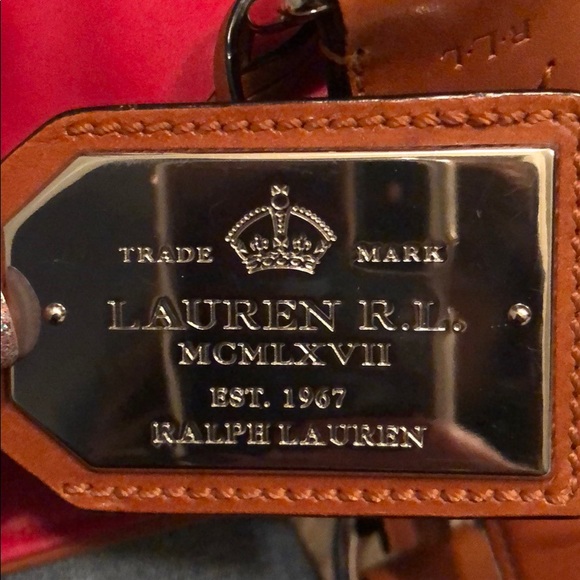 R.L.L
TRADE MARK
LAUREN R.L.
MCMLXVII
EST. 1967
RALPH LAUREN